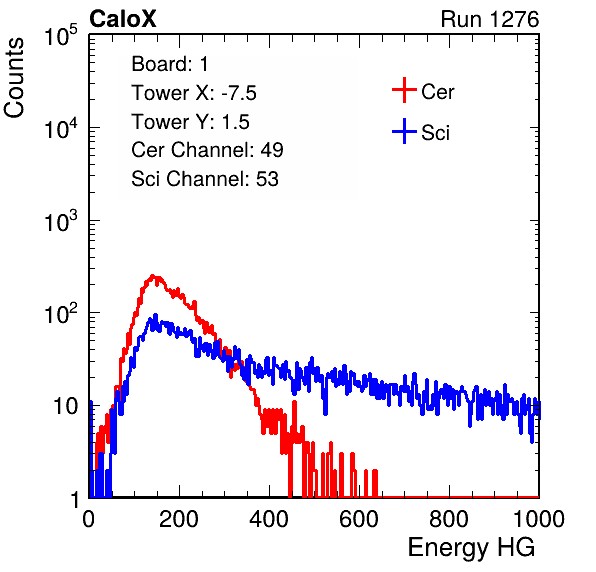 CaloX Run 1276
Counts
10^5
10^4
10^3
10^2
10
1
Board: 1
Tower X: -7.5
Tower Y: 1.5
Cer Channel: 49
Sci Channel: 53
Cer
Sci
0 200 400 600 800 1000
Energy HG